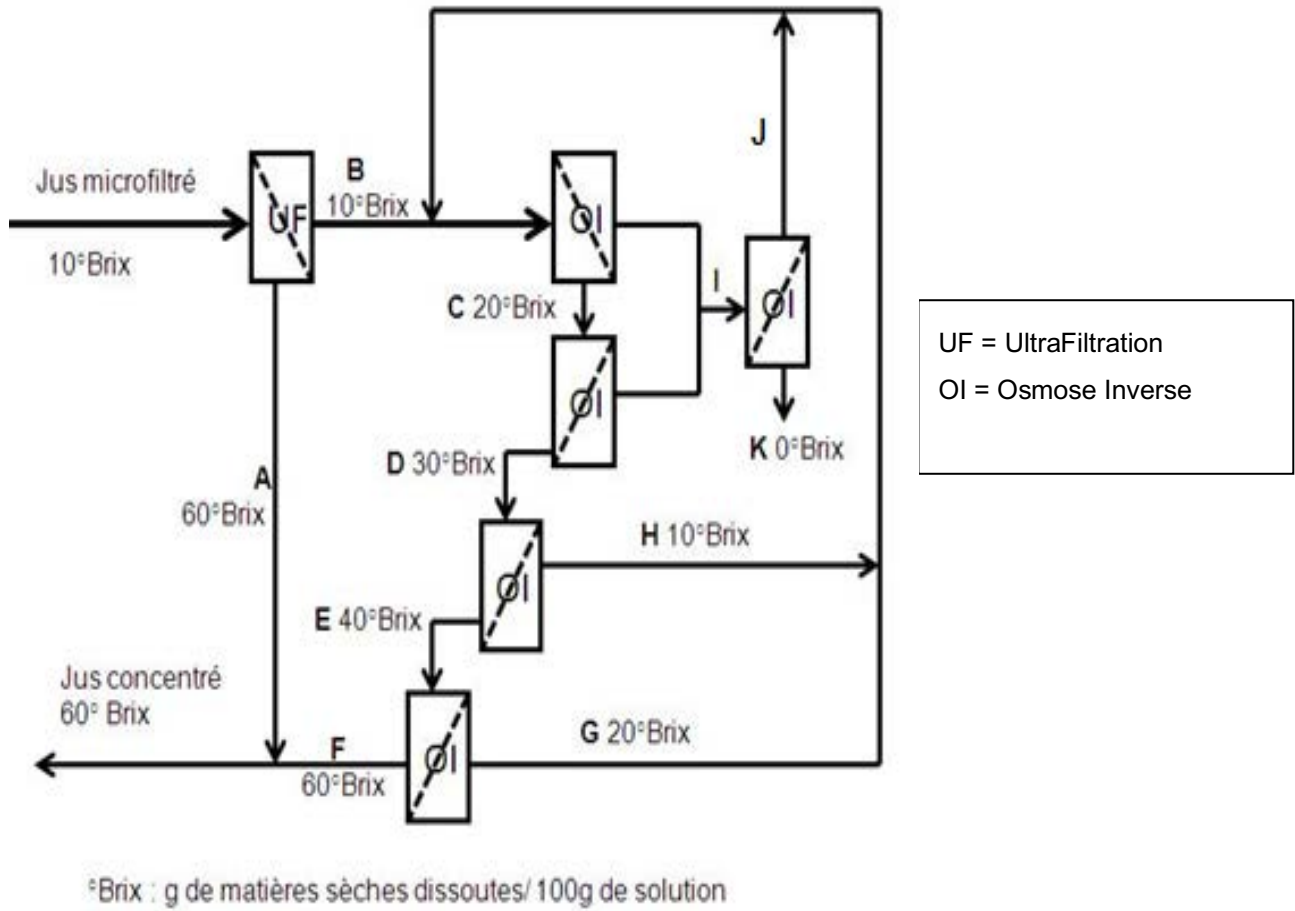 J
B
Jus microfiltré
10°Brix
UF
OI
10°Brix
I
C 20°Brix
OI
OI
UF = UltraFiltration
OI = Osmose Inverse
K 0°Brix
D 30°Brix
A
60°Brix
H 10°Brix
OI
E 40°Brix
Jus concentré
60° Brix
G 20°Brix
F
OI
60°Brix
°Brix : g de matières sèches dissoutes/ 100g de solution